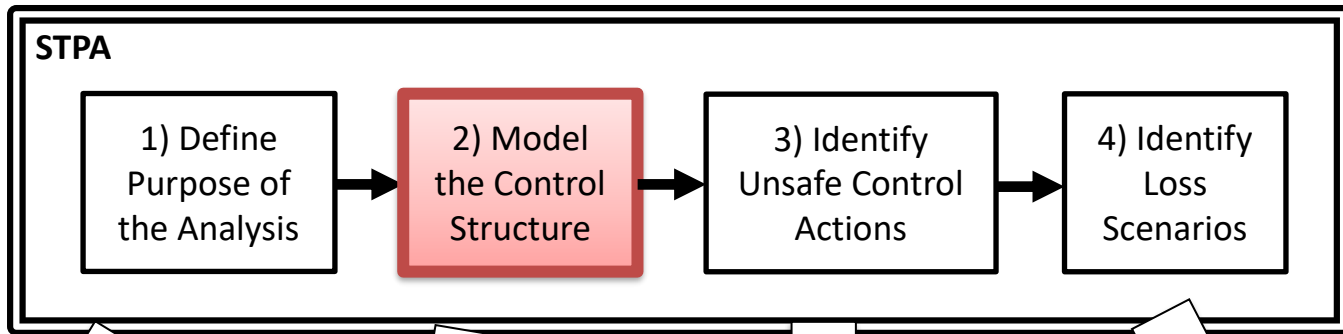 STPA
1) Define
Purpose of
the Analysis
2) Model
the Control
Structure
3) Identify
Unsafe Control
Actions
4) Identify
Loss
Scenarios